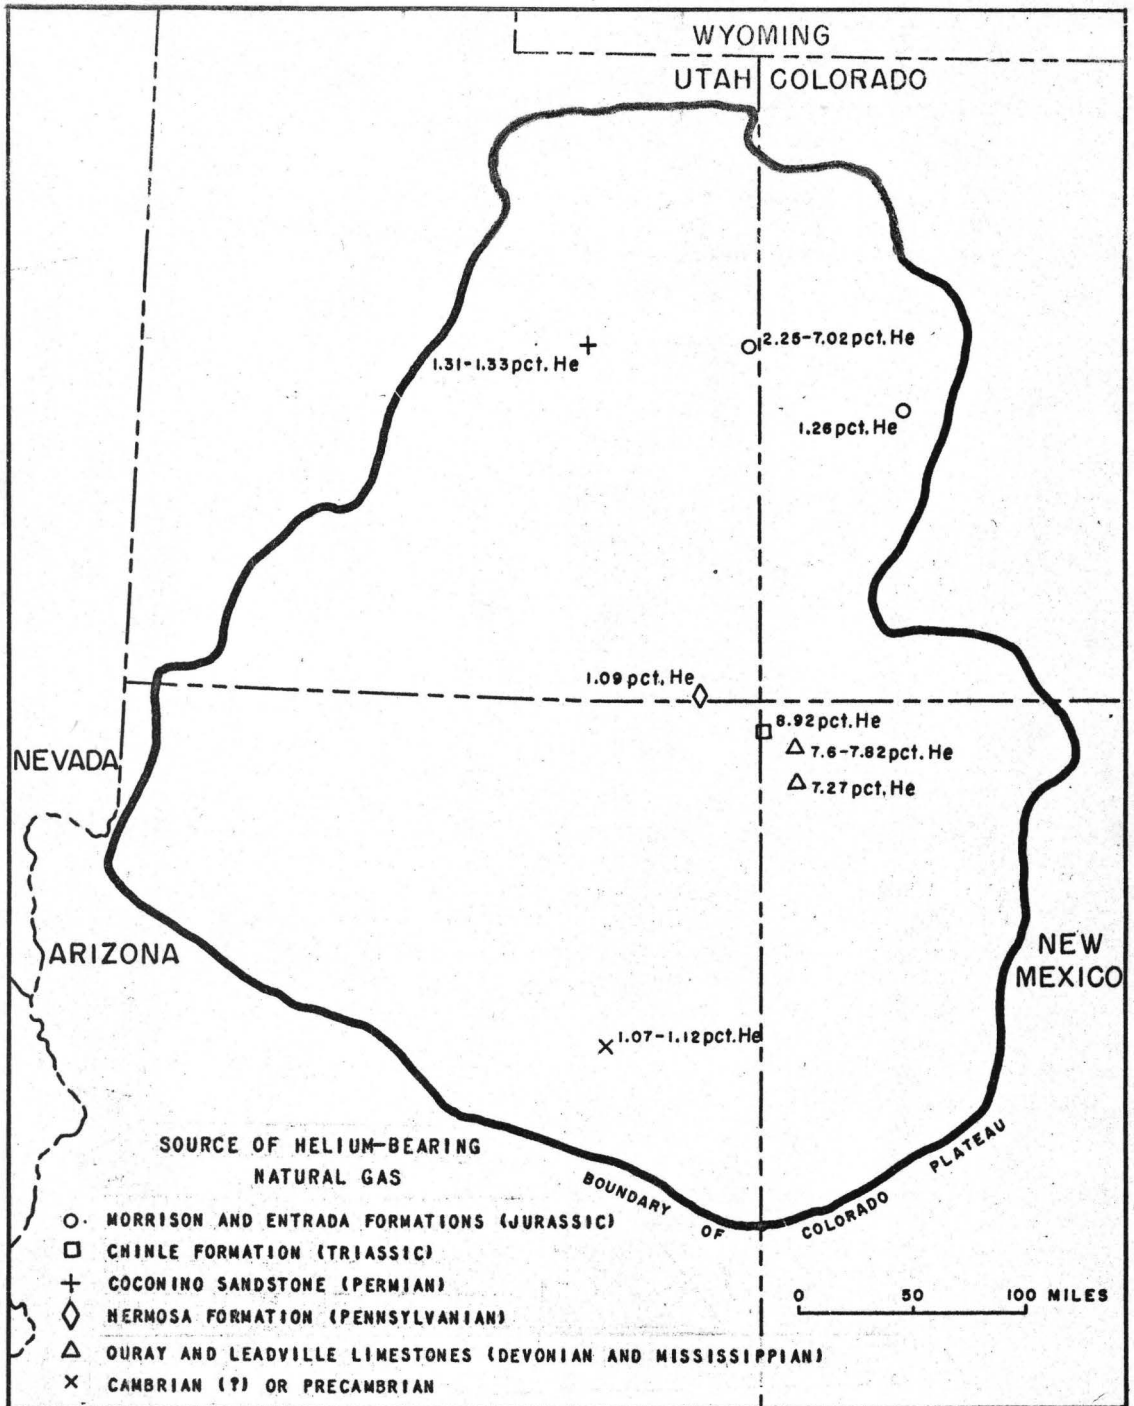 WYOMING
UTAH COLORADO
2.25-7.02 pct. He
1.31-1.33 pct. He
1.26 pct. He
1.09 pct. He
8.92 pct. He
NEVADA
7.6-7.82 pct. He
7.27 pct. He
ARIZONA
NEW
MEXICO
1.07-1.12 pct. He
SOURCE OF HELIUM-BEARING
NATURAL GAS
BOUNDARY OF COLORADO PLATEAU
MORRISON AND ENTRADA FORMATIONS (JURASSIC)
CHINLE FORMATION (TRIASSIC)
COCONINO SANDSTONE (PERMIAN)
0 50 100 MILES
HERMOSA FORMATION (PENNSYLVANIAN)
OURAY AND LEADVILLE LIMESTONES (DEVONIAN AND MISSISSIPPIAN)
CAMBRIAN (?) OR PRECAMBRIAN